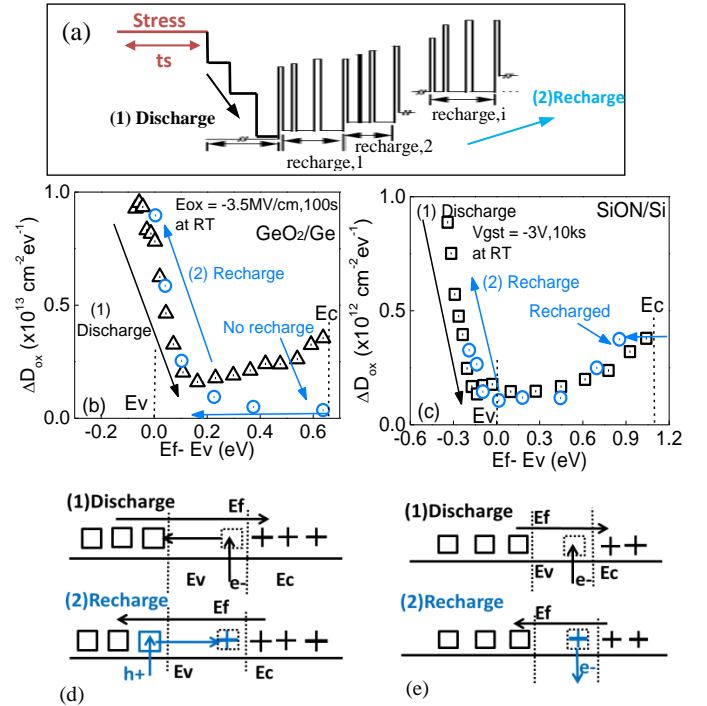 (a)
Stress
ts
(1) Discharge
recharge,1
recharge,2
recharge,i
(2)Recharge
1.0
0.5
0.0
ΔDox (x10¹³ cm⁻²ev⁻¹)
Eox = -3.5MV/cm,100s
at RT
GeO₂/Ge
(2) Recharge
(1)
Discharge
No recharge
Ec
Ev
(b)
-0.2 0.0 0.2 0.4 0.6
Ef- Ev (eV)
1.0
0.5
0.0
ΔDox (x10¹² cm⁻²ev⁻¹)
(1) Discharge
SiON/Si
Vgst = -3V,10ks
at RT
(2) Recharge
Recharged
Ec
Ev
(c)
-0.6 -0.3 0.0 0.3 0.6 0.9 1.2
Ef- Ev (eV)
(1)Discharge
Ef
Ev
e-
Ec
(2)Recharge
Ef
h+
Ev
Ec
(d)
(1)Discharge
Ef
Ev
e-
Ec
(2)Recharge
Ef
Ev
e-
Ec
(e)